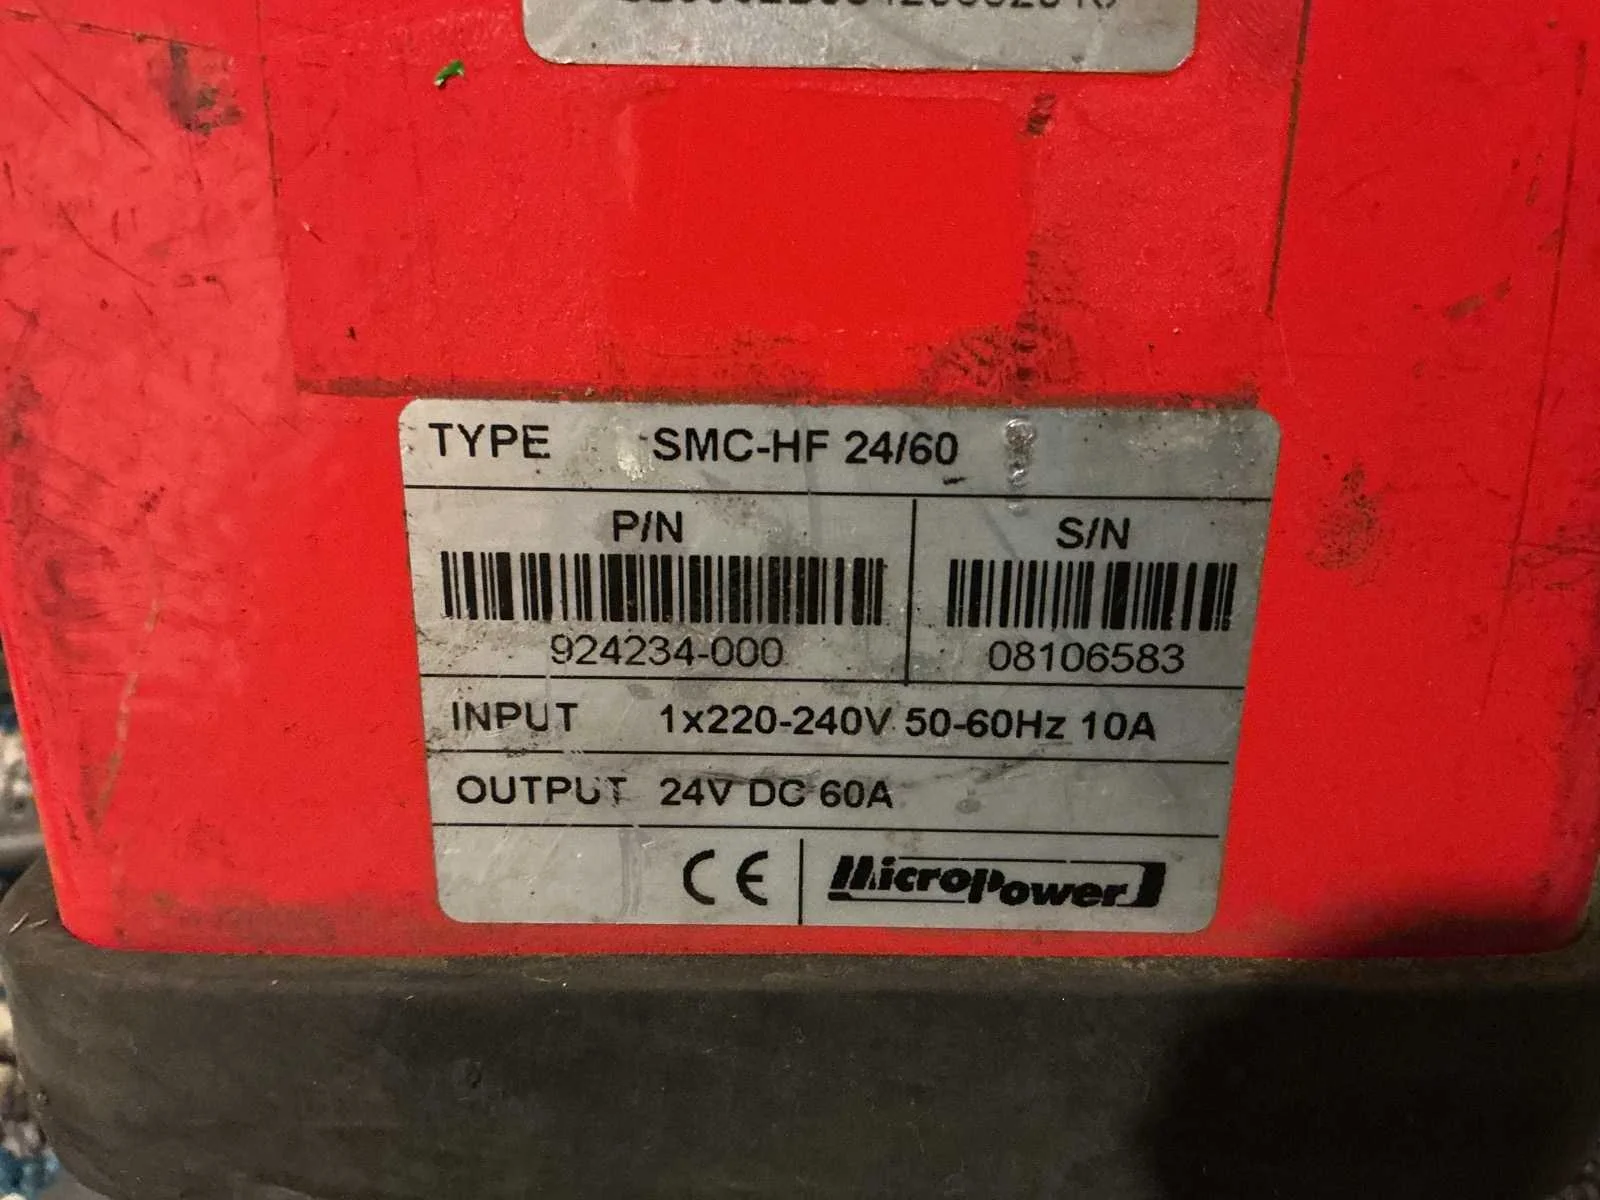 TYPE SMC-HF 24/60
P/N S/N
924234-000 08106583
INPUT 1x220-240V 50-60Hz 10A
OUTPUT 24V DC 60A
CE MicroPower